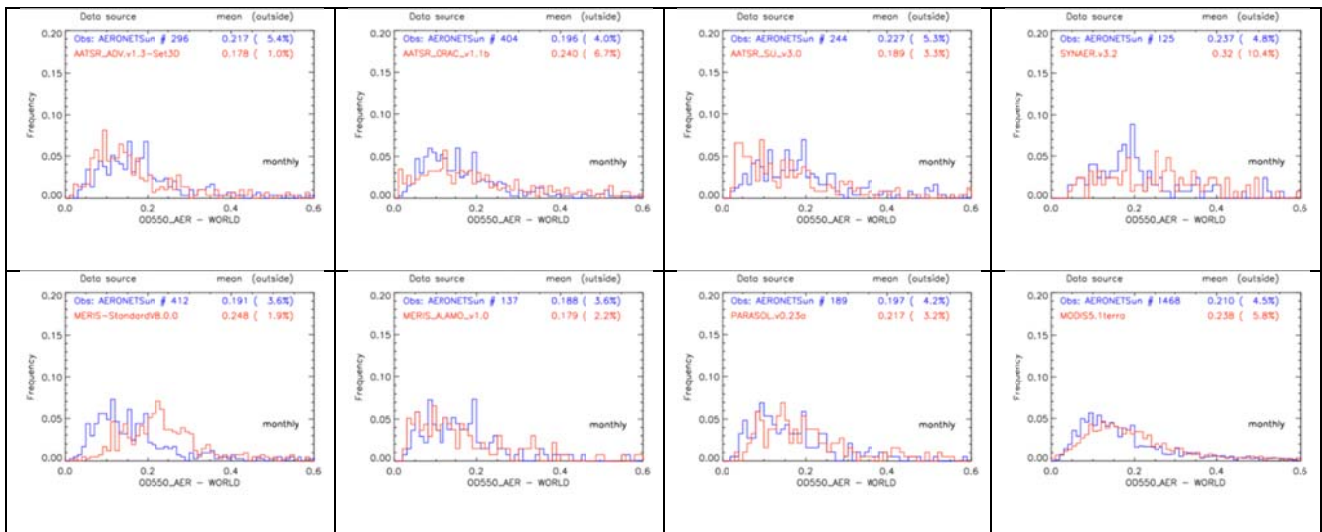 Data source mean (outside)
Obs: AERONETSun # 296 0.217 ( 5.4%)
AATSR_ADV.v1.3-Set30 0.178 ( 1.0%)
0.20
0.15
0.10
0.05
0.00
Frequency
monthly
0.0 0.2 0.4 0.6
OD550_AER - WORLD
Data source mean (outside)
Obs: AERONETSun # 404 0.196 ( 4.0%)
AATSR_ORAC_v1.1b 0.240 ( 6.7%)
0.20
0.15
0.10
0.05
0.00
Frequency
monthly
0.0 0.2 0.4 0.6
OD550_AER - WORLD
Data source mean (outside)
Obs: AERONETSun # 244 0.227 ( 5.3%)
AATSR_SU_v3.0 0.189 ( 3.3%)
0.20
0.15
0.10
0.05
0.00
Frequency
monthly
0.0 0.2 0.4 0.6
OD550_AER - WORLD
Data source mean (outside)
Obs: AERONETSun # 125 0.237 ( 4.8%)
SYNAER.v3.2 0.32 ( 10.4%)
0.20
0.15
0.10
0.05
0.00
Frequency
monthly
0.0 0.2 0.4 0.6
OD550_AER - WORLD
Data source mean (outside)
Obs: AERONETSun # 412 0.191 ( 3.6%)
MERIS-StandardV8.0.0 0.248 ( 1.9%)
0.20
0.15
0.10
0.05
0.00
Frequency
monthly
0.0 0.2 0.4 0.6
OD550_AER - WORLD
Data source mean (outside)
Obs: AERONETSun # 137 0.188 ( 3.6%)
MERIS_ALAMO_v1.0 0.179 ( 2.2%)
0.20
0.15
0.10
0.05
0.00
Frequency
monthly
0.0 0.2 0.4 0.6
OD550_AER - WORLD
Data source mean (outside)
Obs: AERONETSun # 189 0.197 ( 4.2%)
PARASOL.v0.23a 0.217 ( 3.2%)
0.20
0.15
0.10
0.05
0.00
Frequency
monthly
0.0 0.2 0.4 0.6
OD550_AER - WORLD
Data source mean (outside)
Obs: AERONETSun # 1468 0.210 ( 4.5%)
MODIS5.1terra 0.238 ( 5.8%)
0.20
0.15
0.10
0.05
0.00
Frequency
monthly
0.0 0.2 0.4 0.6
OD550_AER - WORLD